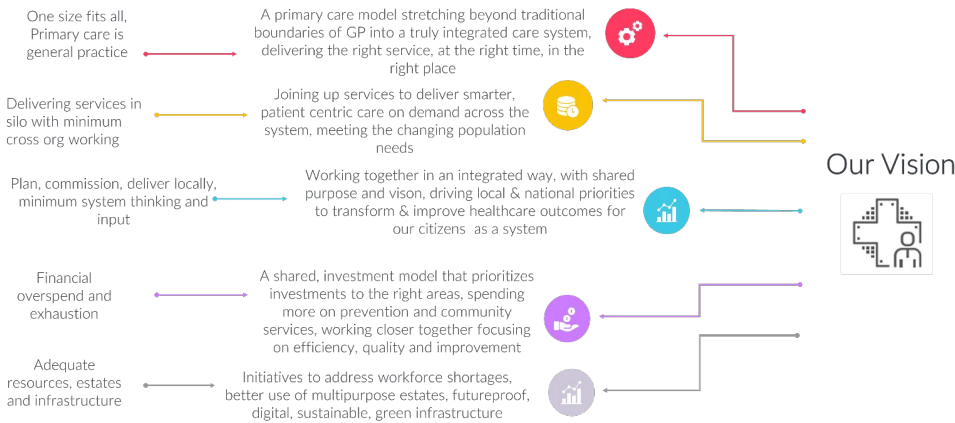 One size fits all,
Primary care is
general practice
A primary care model stretching beyond traditional
boundaries of GP into a truly integrated care system,
delivering the right service, at the right time, in the
right place
Delivering services in
silo with minimum
cross org working
Joining up services to deliver smarter,
patient centric care on demand across the
system, meeting the changing population
needs
Plan, commission, deliver locally,
minimum system thinking and
input
Working together in an integrated way, with shared
purpose and vison, driving local & national priorities
to transform & improve healthcare outcomes for
our citizens as a system
Financial
overspend and
exhaustion
A shared, investment model that prioritizes
investments to the right areas, spending
more on prevention and community
services, working closer together focusing
on efficiency, quality and improvement
Adequate
resources, estates
and infrastructure
Initiatives to address workforce shortages,
better use of multipurpose estates, futureproof,
digital, sustainable, green infrastructure
Our Vision